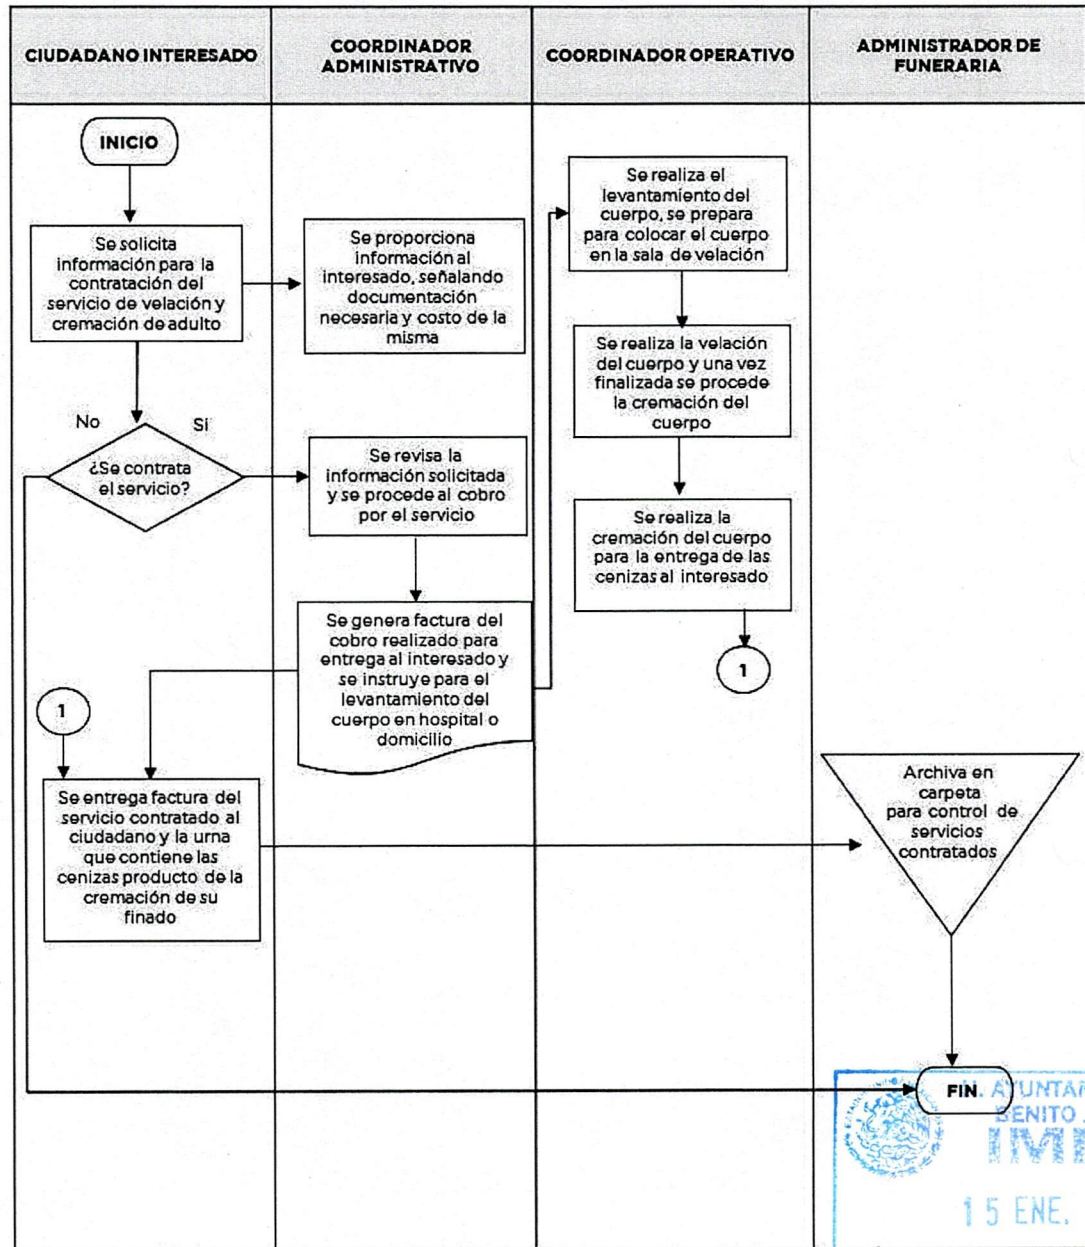 CIUDADANO INTERESADO
COORDINADOR
ADMINISTRATIVO
COORDINADOR OPERATIVO
ADMINISTRADOR DE
FUNERARIA
INICIO
Se solicita
información para la
contratación del
servicio de velación y
cremación de adulto
Se proporciona
información al
interesado, señalando
documentación
necesaria y costo de la
misma
No
Si
¿Se contrata
el servicio?
Se revisa la
información solicitada
y se procede al cobro
por el servicio
Se genera factura del
cobro realizado para
entrega al interesado y
se instruye para el
levantamiento del
cuerpo en hospital o
domicilio
Se realiza el
levantamiento del
cuerpo, se prepara
para colocar el cuerpo
en la sala de velación
Se realiza la velación
del cuerpo y una vez
finalizada se procede
la cremación del
cuerpo
Se realiza la
cremación del cuerpo
para la entrega de las
cenizas al interesado
1
1
Se entrega factura del
servicio contratado al
ciudadano y la urna
que contiene las
cenizas producto de la
cremación de su
finado
Archiva en
carpeta
para control de
servicios
contratados
FIN
BENITO
15 ENE.